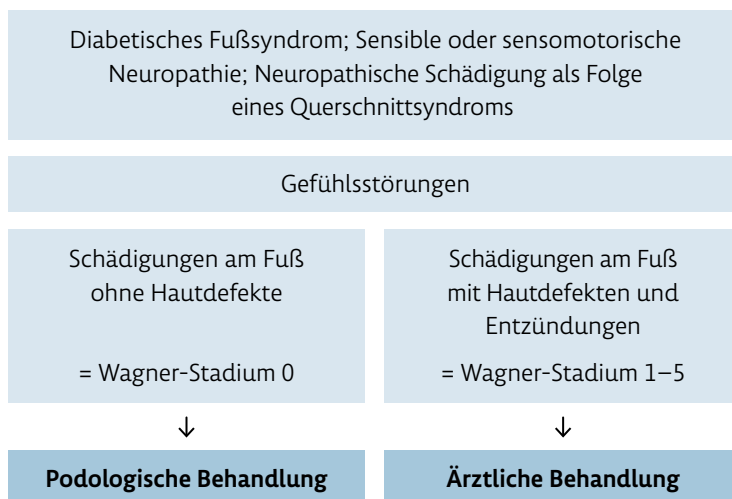 Diabetisches Fußsyndrom; Sensible oder sensomotorische
Neuropathie; Neuropathische Schädigung als Folge
eines Querschnittsyndroms
Gefühlsstörungen
Schädigungen am Fuß
ohne Hautdefekte
= Wagner-Stadium 0
↓
Podologische Behandlung
Schädigungen am Fuß
mit Hautdefekten und
Entzündungen
= Wagner-Stadium 1–5
↓
Ärztliche Behandlung